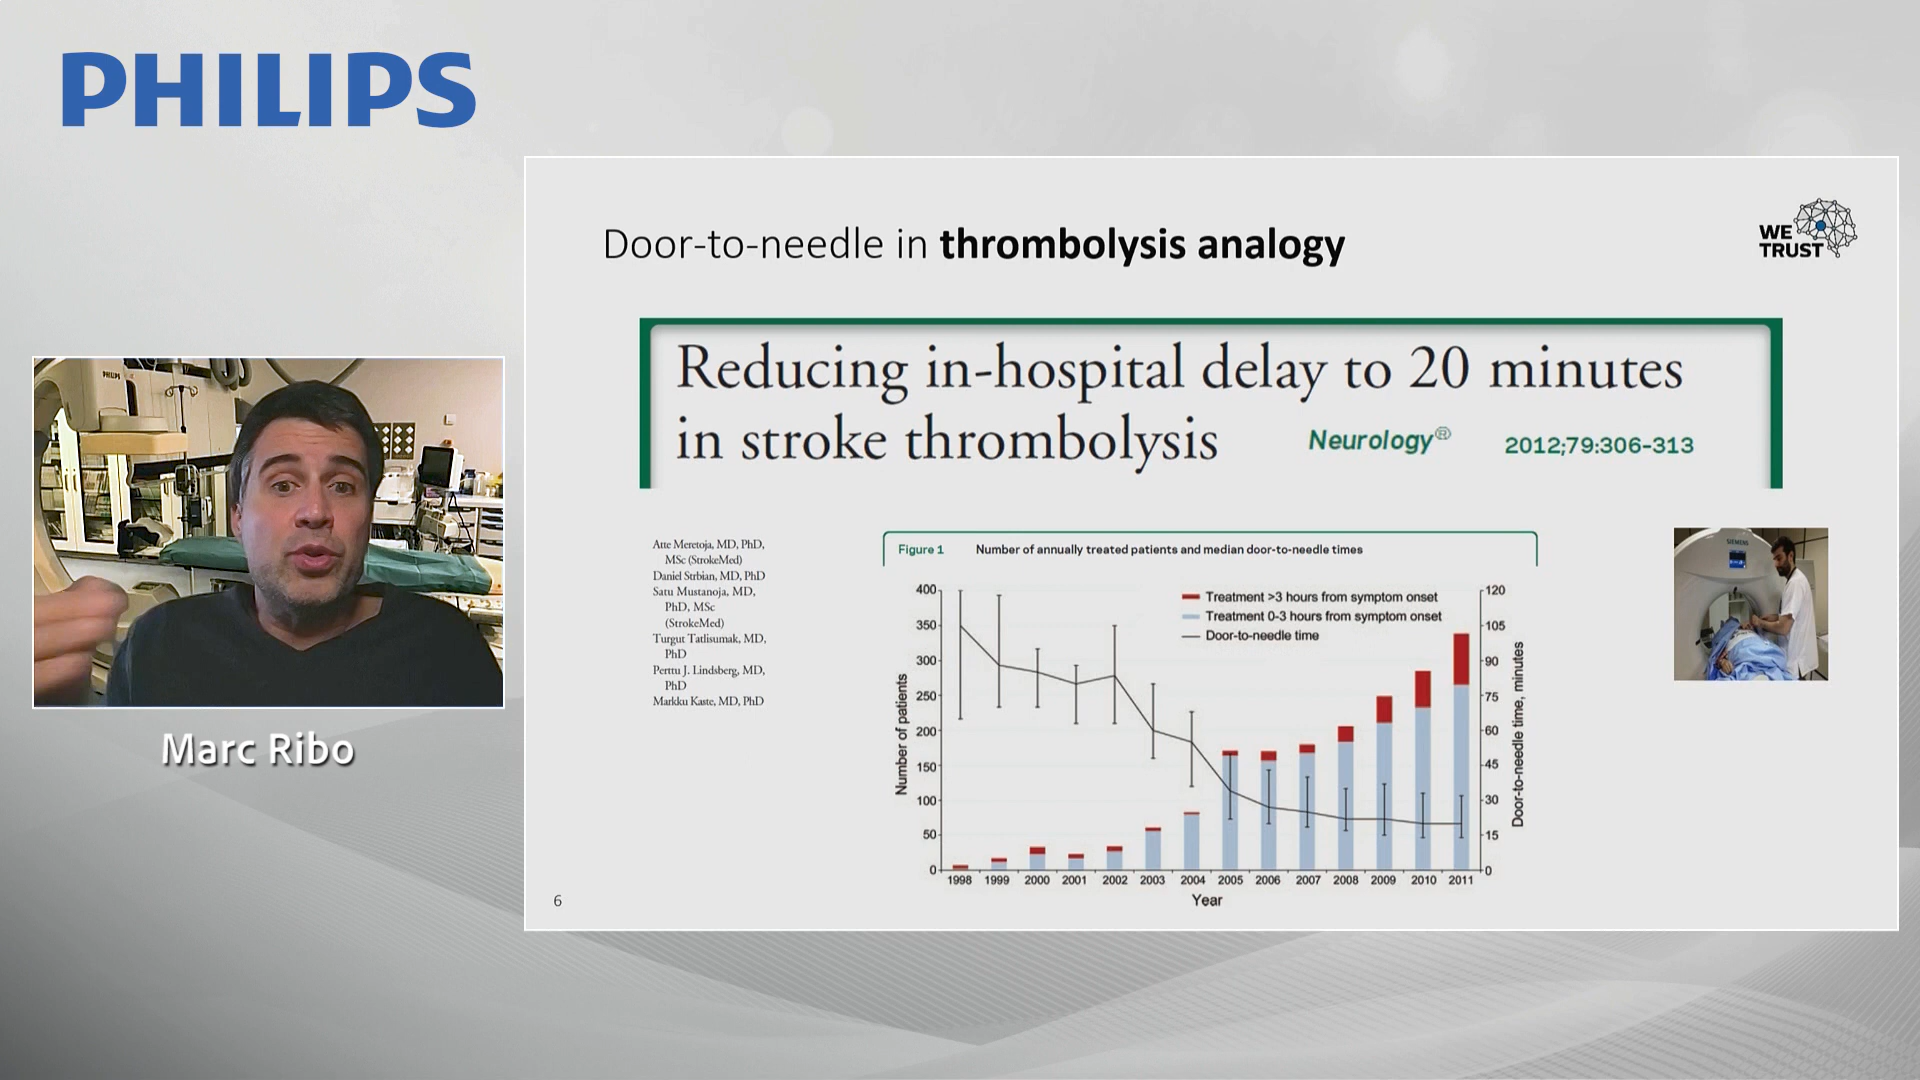 PHILIPS
Door-to-needle in thrombolysis analogy
WE
TRUST
Reducing in-hospital delay to 20 minutes
in stroke thrombolysis
Neurology® 2012;79:306-313
Atte Meretoja, MD, PhD,
MSc (StrokeMed)
Daniel Strbian, MD, PhD
Satu Mustanoja, MD,
PhD, MSc
(StrokeMed)
Turgut Tatlisumak, MD,
PhD
Perttu J. Lindsberg, MD,
PhD
Markku Kaste, MD, PhD
Figure 1 Number of annually treated patients and median door-to-needle times
Treatment >3 hours from symptom onset
Treatment 0-3 hours from symptom onset
Door-to-needle time
Number of patients
400
350
300
250
200
150
100
50
0
120
105
90
75
60
45
30
15
0
Door-to-needle time, minutes
1998 1999 2000 2001 2002 2003 2004 2005 2006 2007 2008 2009 2010 2011
Year
6
SIEMENS
PHILIPS
Marc Ribo